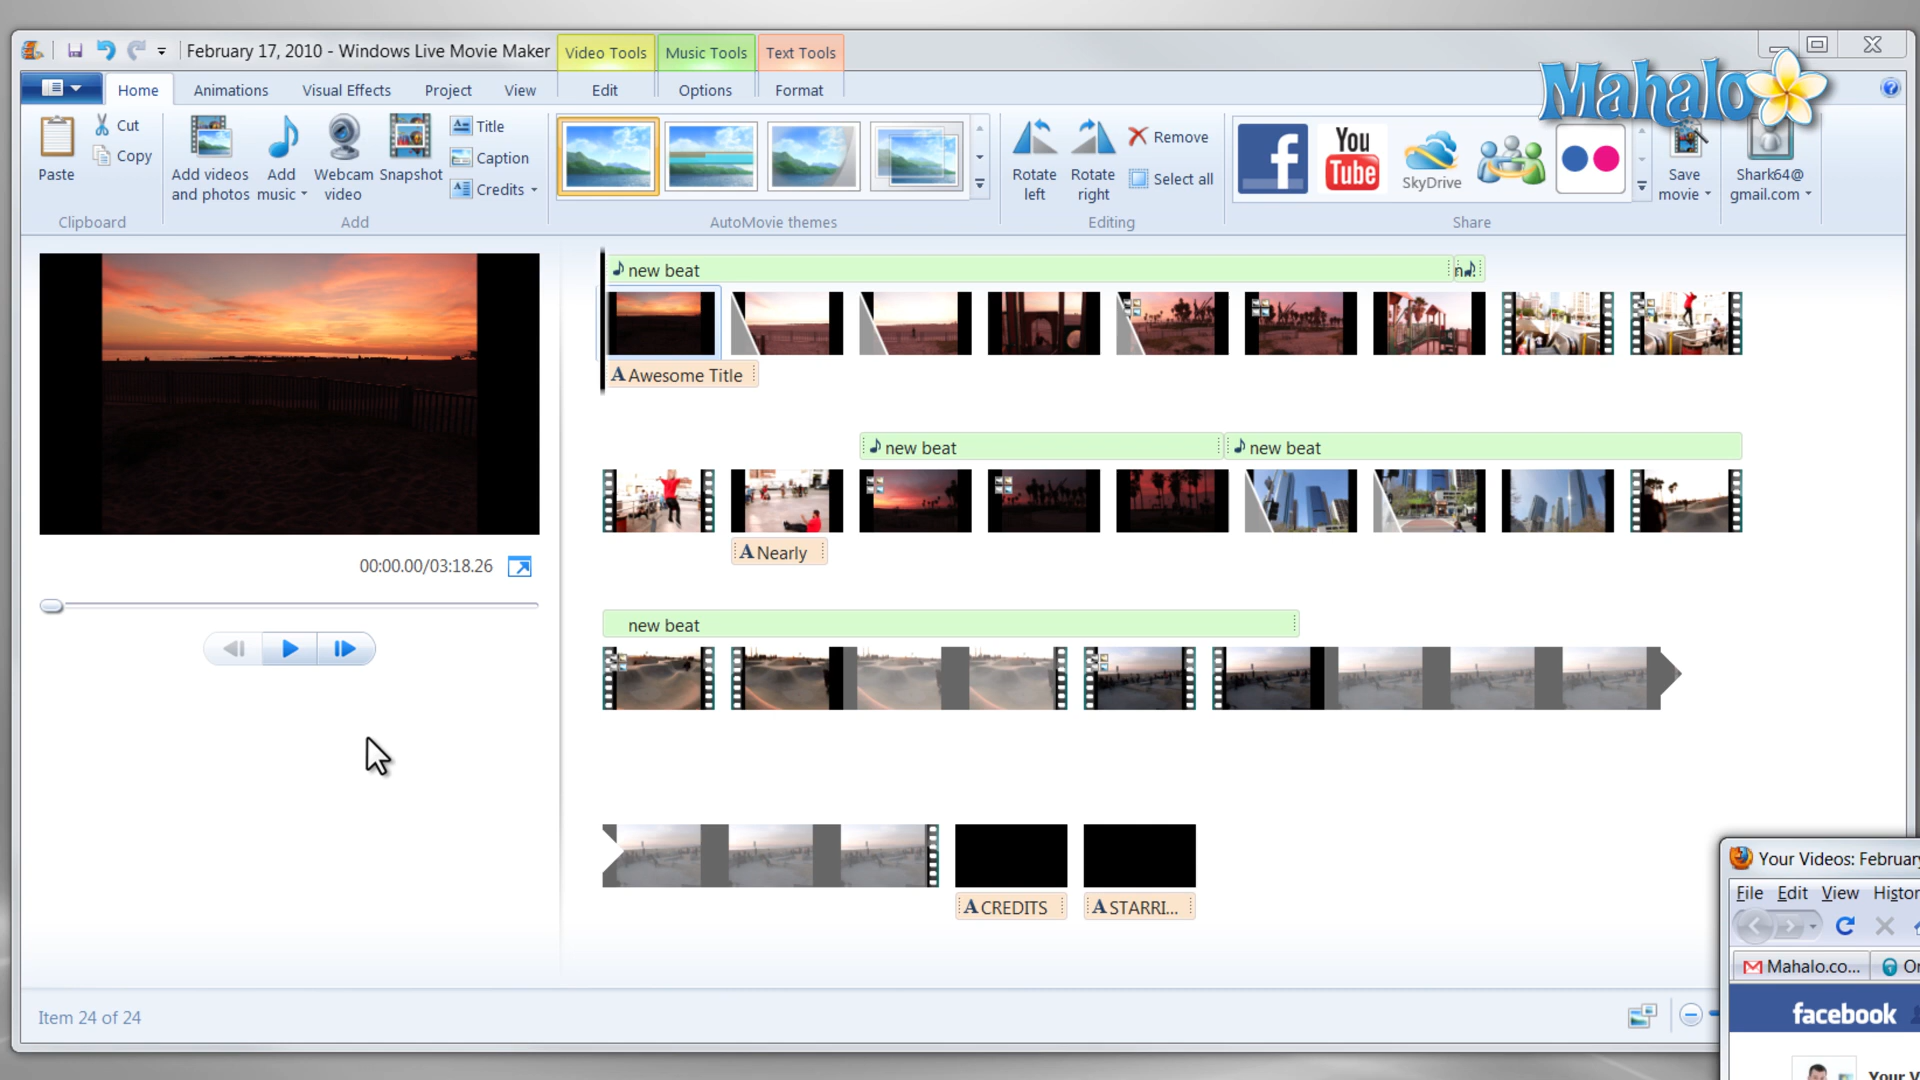 February 17, 2010 - Windows Live Movie Maker
Video Tools
Music Tools
Text Tools
Mahalo
Home
Animations
Visual Effects
Project
View
Edit
Options
Format
Paste
Cut
Copy
Clipboard
Add videos
and photos
Add
music
Webcam
video
Snapshot
Title
Caption
Credits
Add
AutoMovie themes
Rotate
left
Rotate
right
Remove
Select all
Editing
f
You
Tube
SkyDrive
Share
Save
movie
Shark64@
gmail.com
new beat
n
A Awesome Title
00:00.00/03:18.26
new beat
new beat
A Nearly
new beat
A CREDITS
A STARRI...
Item 24 of 24
Your Videos: February
File Edit View Histor
Mahalo.co...
facebook
Your V